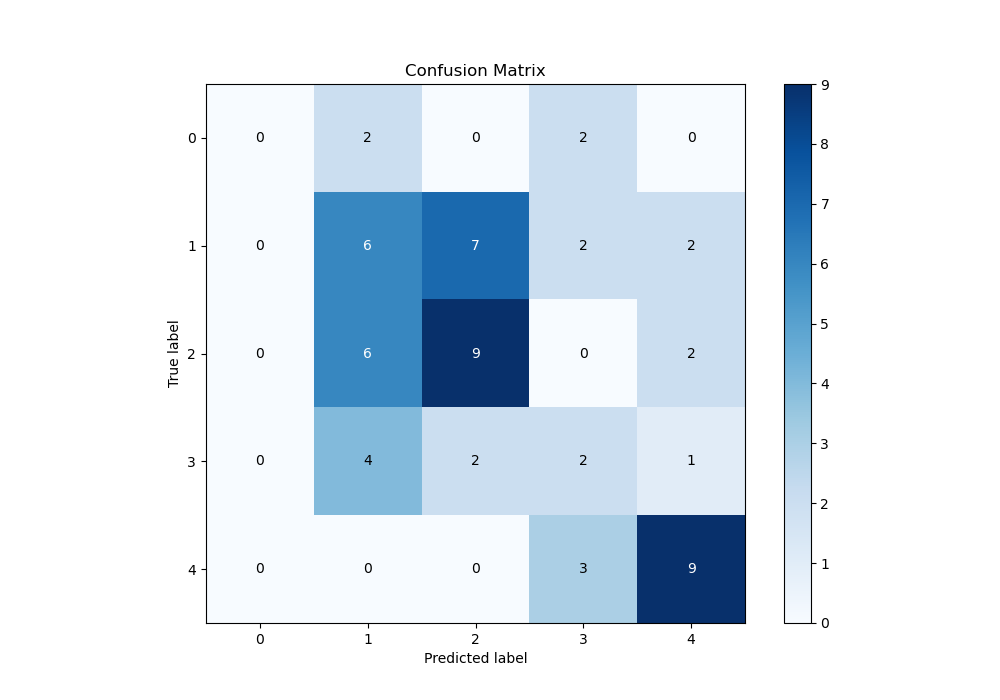 Confusion Matrix
0 0 2 0 2 0
1 0 6 7 2 2
2 0 6 9 0 2
3 0 4 2 2 1
4 0 0 0 3 9
0 1 2 3 4
True label
Predicted label
9
8
7
6
5
4
3
2
1
0